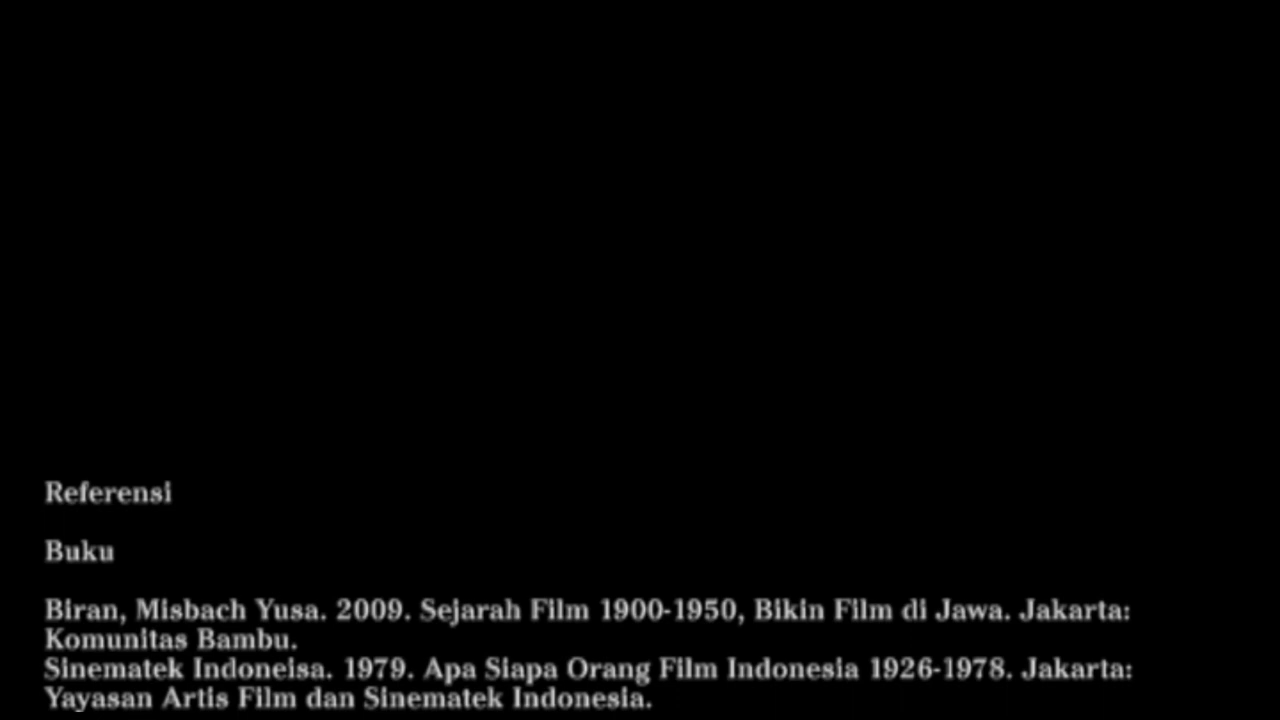 Referensi
Buku
Biran, Misbach Yusa. 2009. Sejarah Film 1900-1950, Bikin Film di Jawa. Jakarta:
Komunitas Bambu.
Sinematek Indoneisa. 1979. Apa Siapa Orang Film Indonesia 1926-1978. Jakarta:
Yayasan Artis Film dan Sinematek Indonesia.